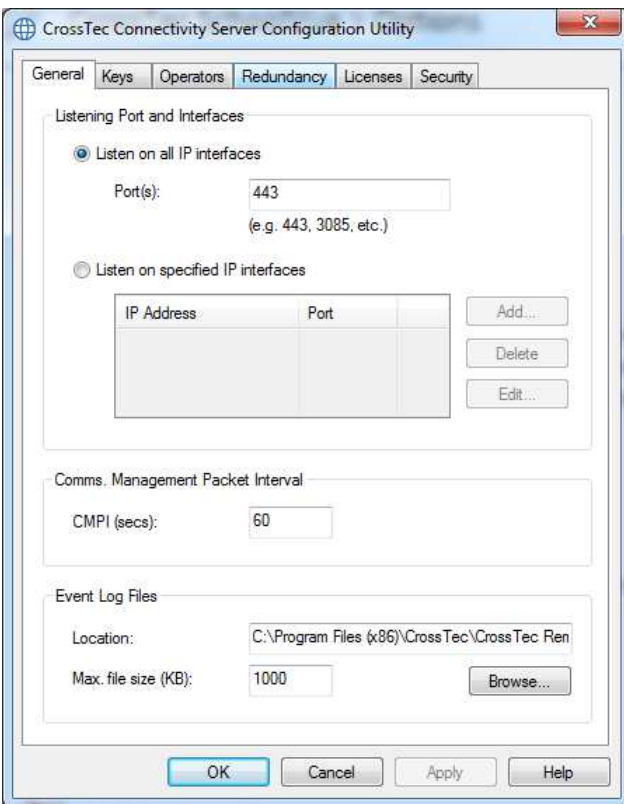 CrossTec Connectivity Server Configuration Utility
General Keys Operators Redundancy Licenses Security
Listening Port and Interfaces
Listen on all IP interfaces
Port(s): 443
(e.g. 443, 3085, etc.)
Listen on specified IP interfaces
IP Address Port
Add...
Delete
Edit...
Comms. Management Packet Interval
CMPI (secs): 60
Event Log Files
Location: C:\Program Files (x86)\CrossTec\CrossTec Ren
Max. file size (KB): 1000 Browse...
OK Cancel Apply Help